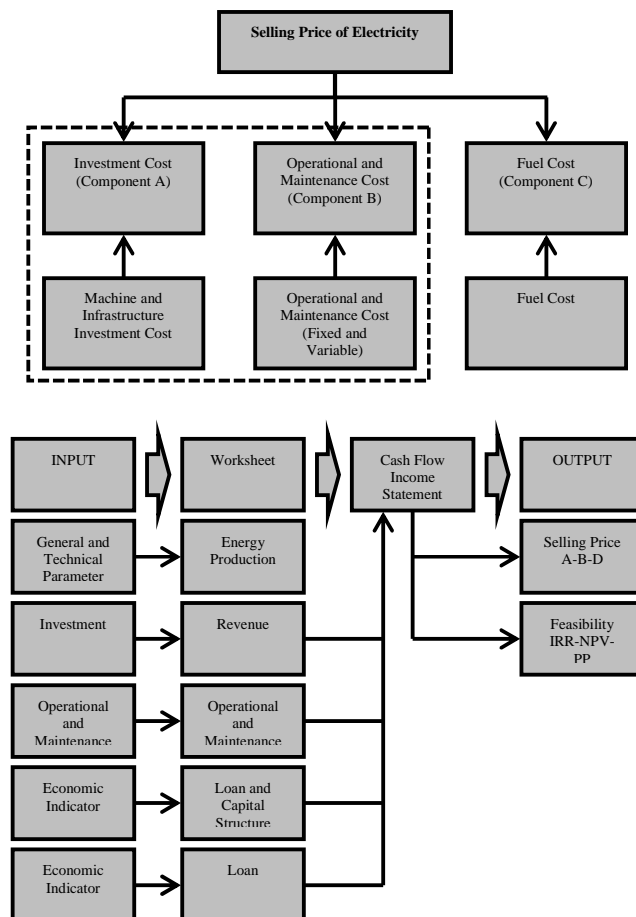 Selling Price of Electricity
Investment Cost
(Component A)
Operational and
Maintenance Cost
(Component B)
Fuel Cost
(Component C)
Machine and
Infrastructure
Investment Cost
Operational and
Maintenance Cost
(Fixed and
Variable)
Fuel Cost
INPUT
Worksheet
Cash Flow
Income
Statement
OUTPUT
General and
Technical
Parameter
Energy
Production
Selling Price
A-B-D
Investment
Revenue
Feasibility
IRR-NPV-
PP
Operational
and
Maintenance
Operational
and
Maintenance
Economic
Indicator
Loan and
Capital
Structure
Economic
Indicator
Loan